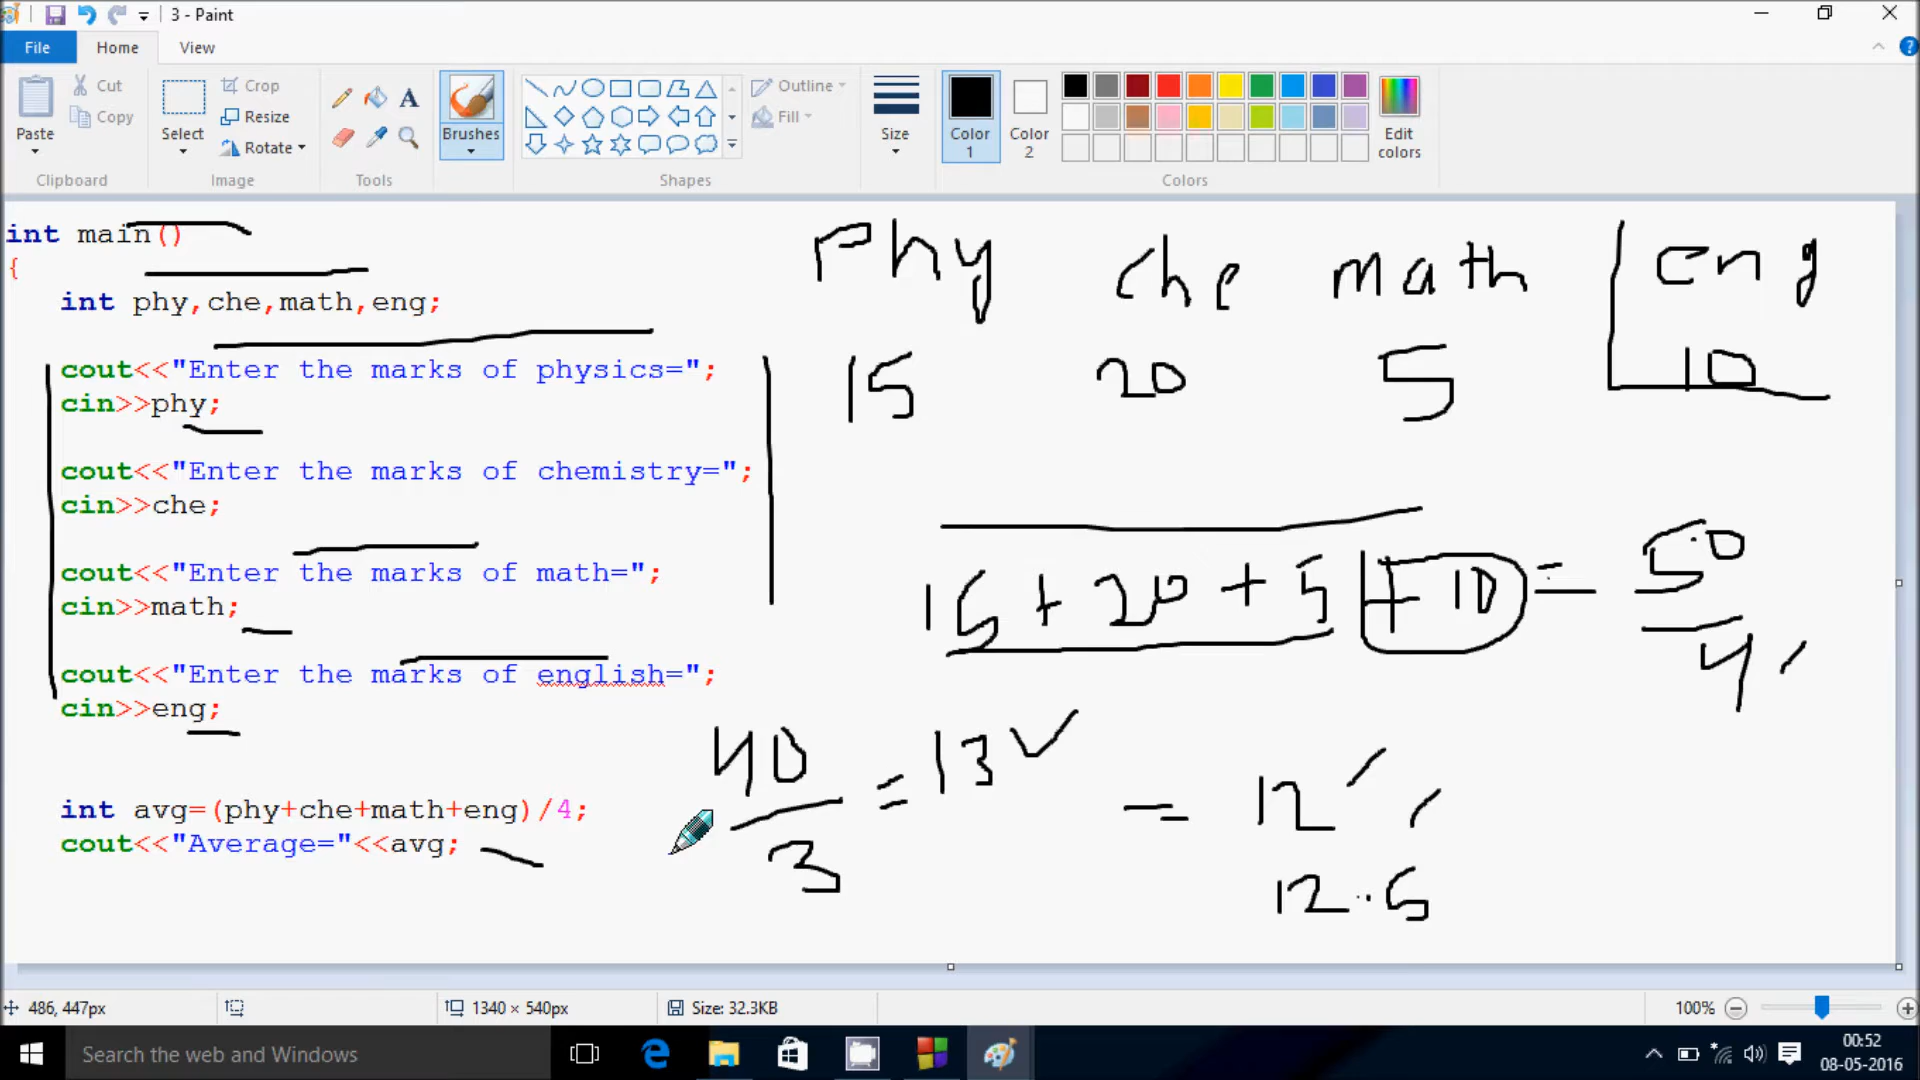 3 - Paint
File Home View
Paste Cut Copy Clipboard
Select Crop Resize Rotate Image
Tools
Brushes
Outline Fill Shapes
Size
Color 1 Color 2 Edit colors Colors
int main()
{
int phy,che,math,eng;
cout<<"Enter the marks of physics=";
cin>>phy;
cout<<"Enter the marks of chemistry=";
cin>>che;
cout<<"Enter the marks of math=";
cin>>math;
cout<<"Enter the marks of english=";
cin>>eng;
int avg=(phy+che+math+eng)/4;
cout<<"Average="<<avg;
Phy che math eng
15 20 5 10
15 + 20 + 5 + 10 = 50
4
40 = 13
3
= 12
12.5
486, 447px 1340 × 540px Size: 32.3KB 100%
Search the web and Windows
00:52
08-05-2016